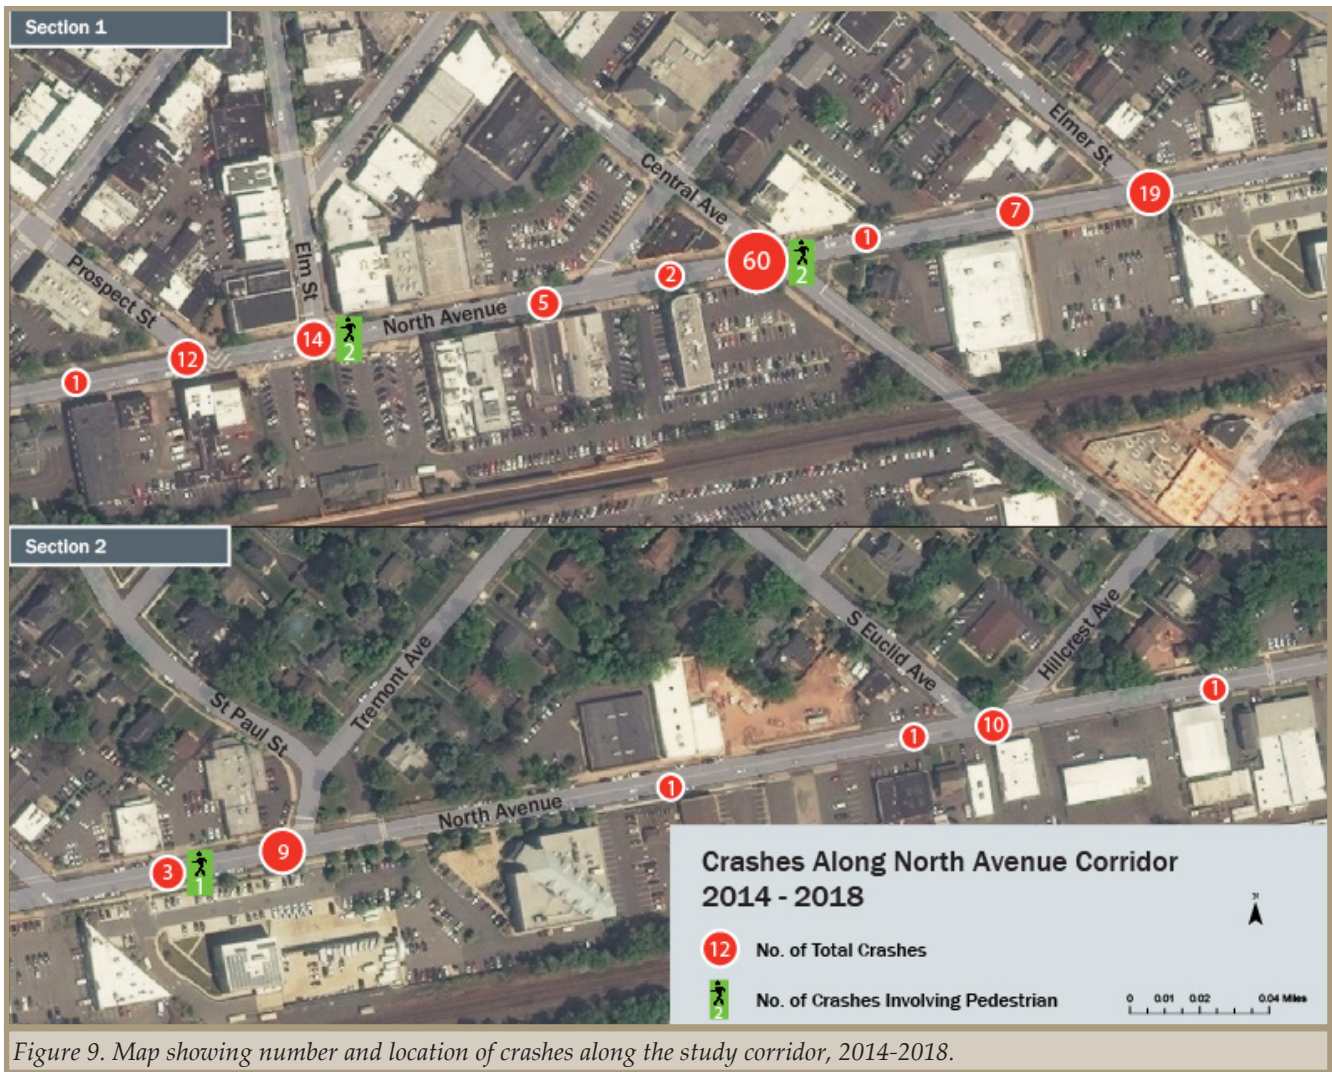 Section 1
Elmer St
Central Ave
19
7
1
60
2
2
Elm St
Prospect St
5
North Avenue
14
2
12
1
Section 2
S Euclid Ave
Hillcrest Ave
Tremont Ave
St Paul St
1
10
1
1
North Avenue
9
3
1
Crashes Along North Avenue Corridor
2014 - 2018
N
12 No. of Total Crashes
2 No. of Crashes Involving Pedestrian
0 0.01 0.02 0.04 Miles
Figure 9. Map showing number and location of crashes along the study corridor, 2014-2018.